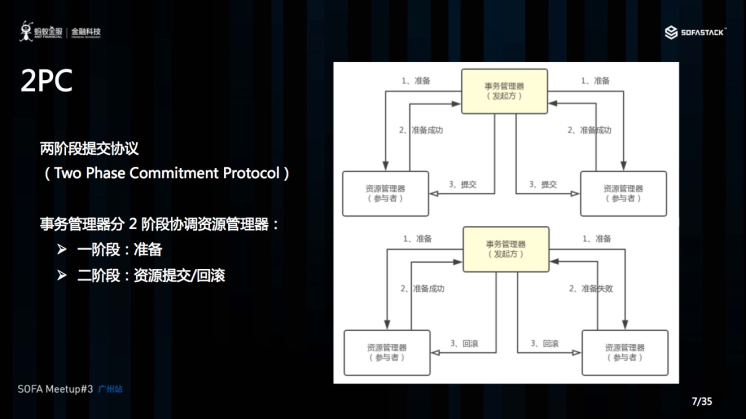 蚂蚁金服 | 金融科技
ANT FINANCIAL FINANCIAL TECHNOLOGY
SOFASTACK
2PC
两阶段提交协议
（Two Phase Commitment Protocol）
事务管理器分 2 阶段协调资源管理器：
➢ 一阶段：准备
➢ 二阶段：资源提交/回滚
1、准备
事务管理器
（发起方）
1、准备
2、准备成功
2、准备成功
资源管理器
（参与者）
3、提交
3、提交
资源管理器
（参与者）
1、准备
事务管理器
（发起方）
1、准备
2、准备成功
2、准备失败
资源管理器
（参与者）
3、回滚
3、回滚
资源管理器
（参与者）
SOFA Meetup#3 广州站
7/35